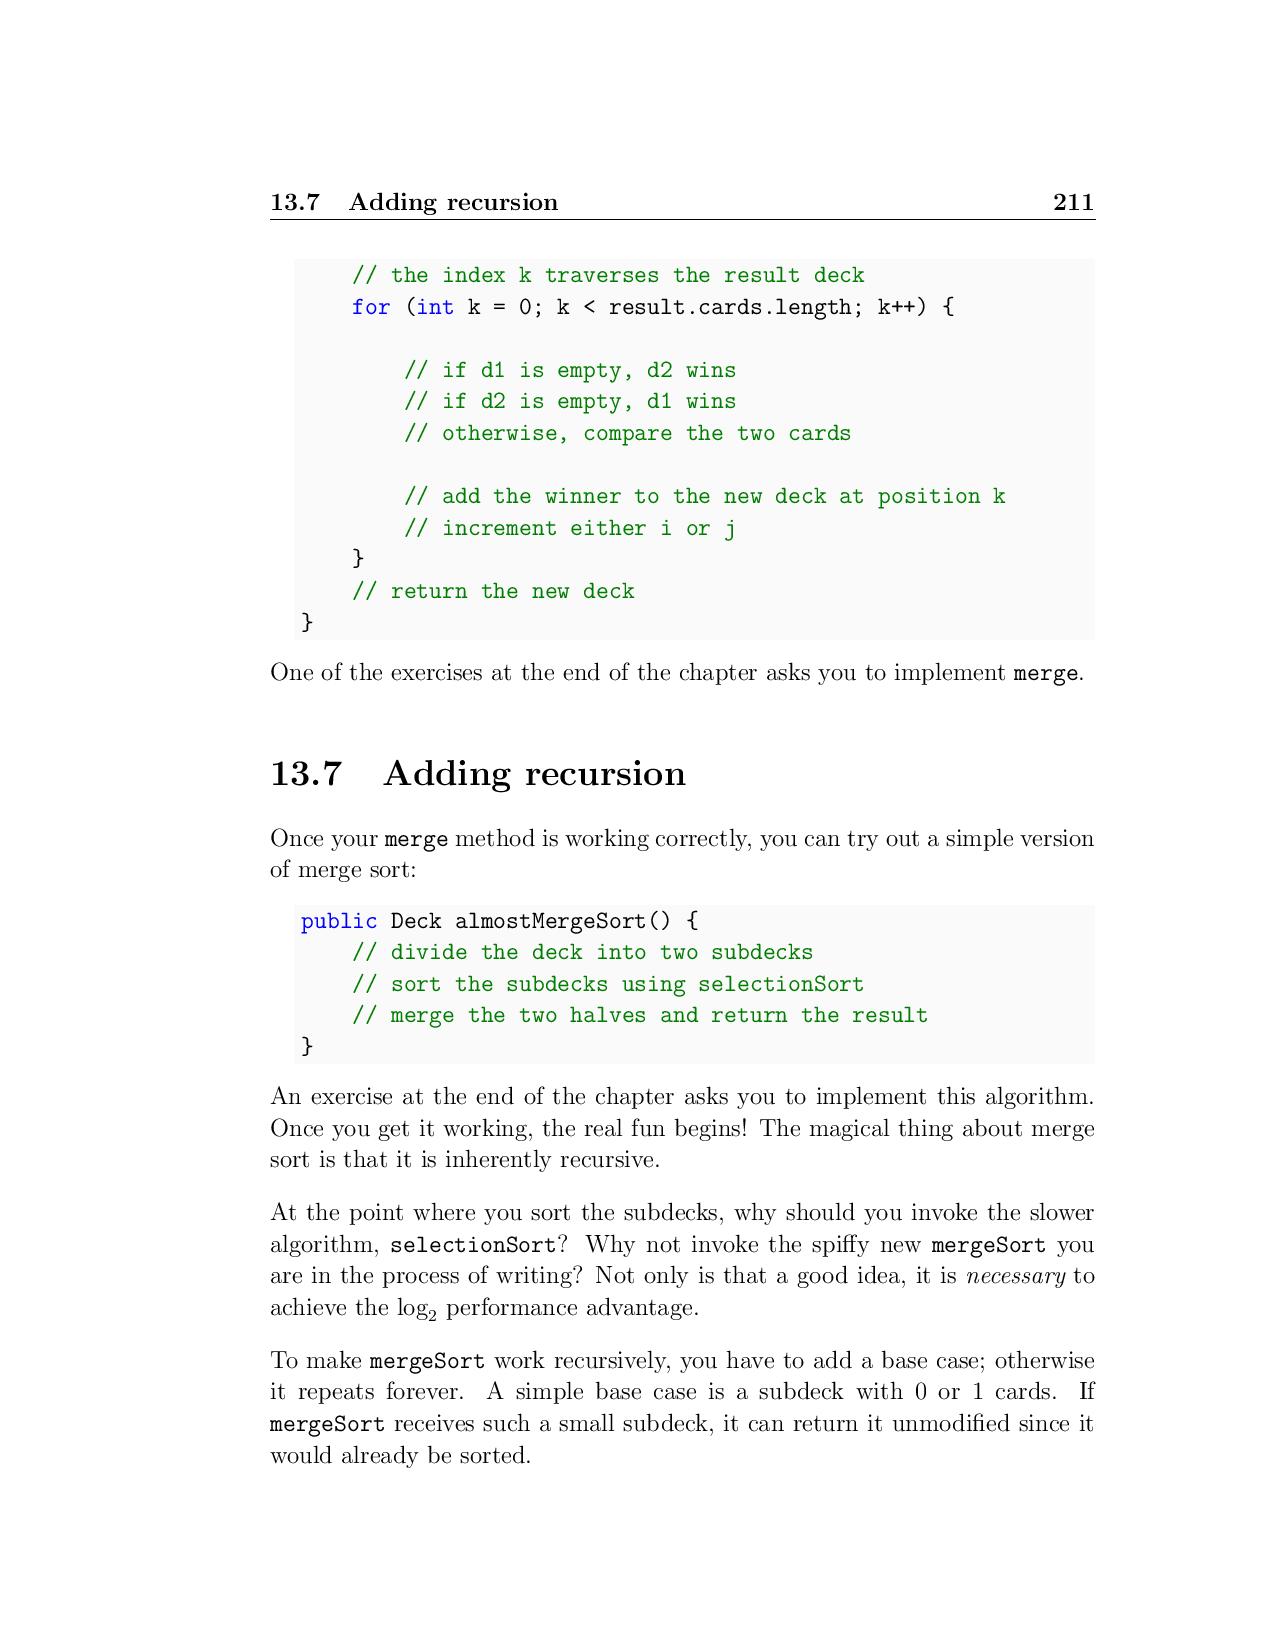 13.7 Adding recursion 211
// the index k traverses the result deck
for (int k = 0; k < result.cards.length; k++) {
// if d1 is empty, d2 wins
// if d2 is empty, d1 wins
// otherwise, compare the two cards
// add the winner to the new deck at position k
// increment either i or j
}
// return the new deck
}
One of the exercises at the end of the chapter asks you to implement merge.
13.7 Adding recursion
Once your merge method is working correctly, you can try out a simple version
of merge sort:
public Deck almostMergeSort() {
// divide the deck into two subdecks
// sort the subdecks using selectionSort
// merge the two halves and return the result
}
An exercise at the end of the chapter asks you to implement this algorithm.
Once you get it working, the real fun begins! The magical thing about merge
sort is that it is inherently recursive.
At the point where you sort the subdecks, why should you invoke the slower
algorithm, selectionSort? Why not invoke the spiffy new mergeSort you
are in the process of writing? Not only is that a good idea, it is necessary to
achieve the log₂ performance advantage.
To make mergeSort work recursively, you have to add a base case; otherwise
it repeats forever. A simple base case is a subdeck with 0 or 1 cards. If
mergeSort receives such a small subdeck, it can return it unmodified since it
would already be sorted.